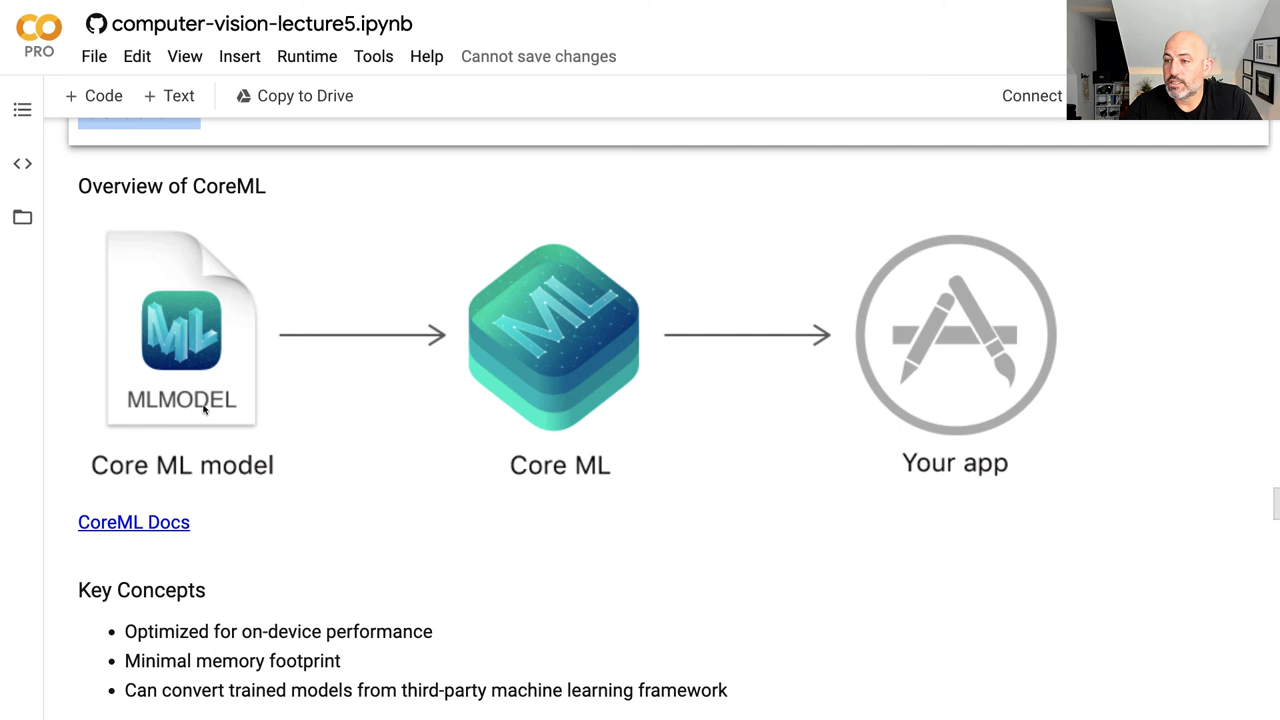 CO
PRO
computer-vision-lecture5.ipynb
File Edit View Insert Runtime Tools Help Cannot save changes
+ Code + Text Copy to Drive Connect
Overview of CoreML
ML
MLMODEL
ML
Core ML model
Core ML
Your app
CoreML Docs
Key Concepts
• Optimized for on-device performance
• Minimal memory footprint
• Can convert trained models from third-party machine learning framework